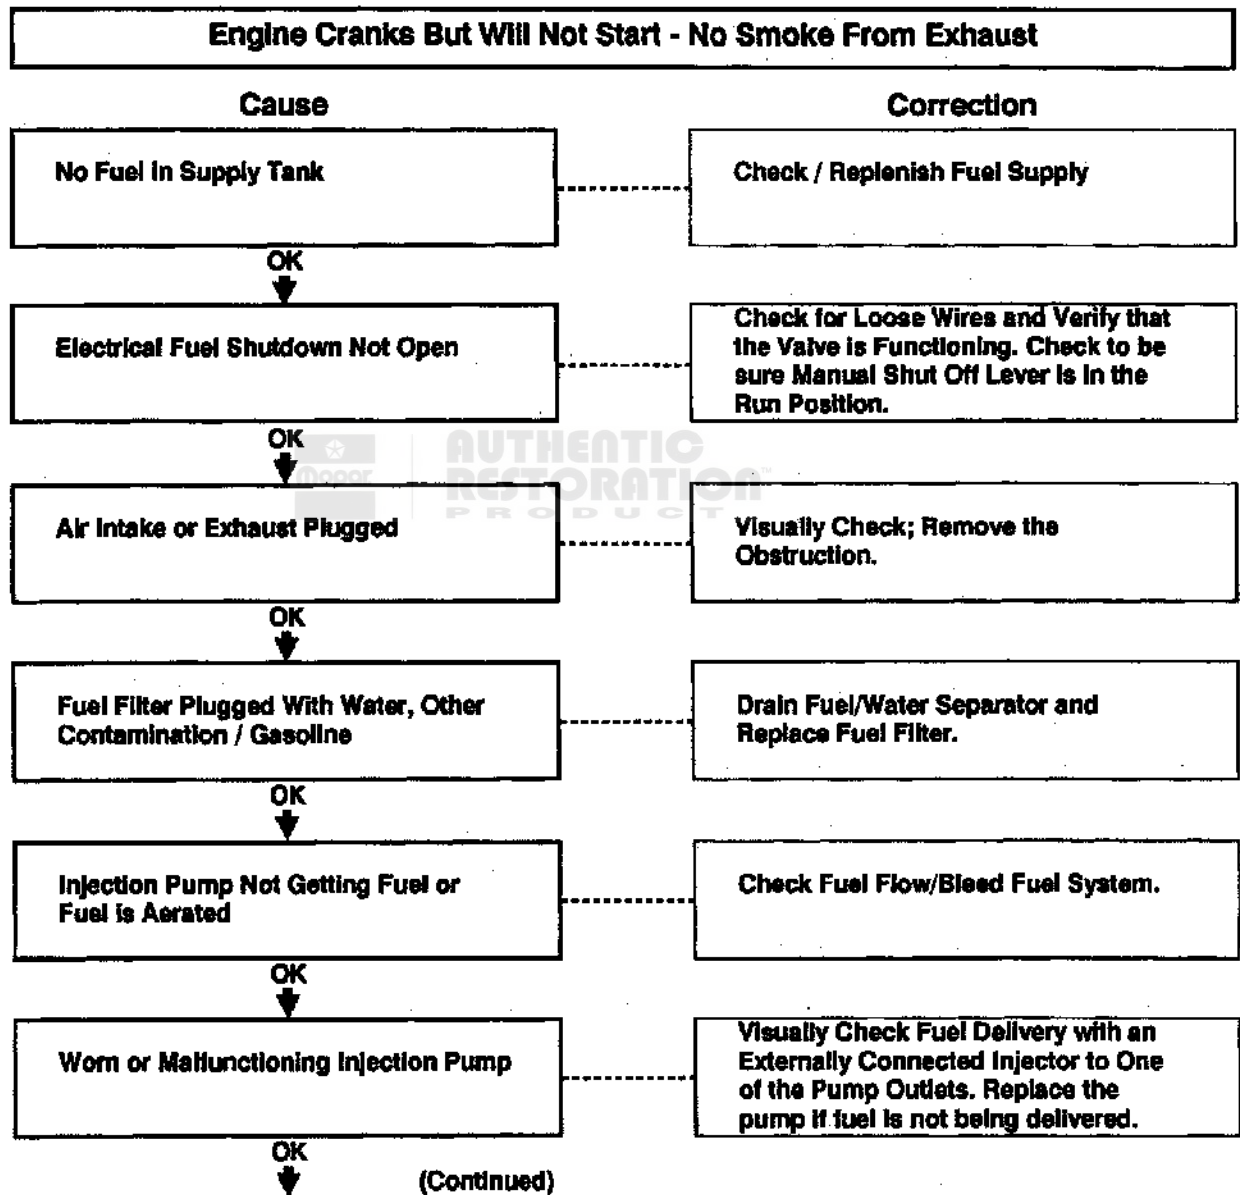 Engine Cranks But Will Not Start - No Smoke From Exhaust
Cause
Correction
No Fuel in Supply Tank
Check / Replenish Fuel Supply
OK
Electrical Fuel Shutdown Not Open
Check for Loose Wires and Verify that
the Valve is Functioning. Check to be
sure Manual Shut Off Lever is in the
Run Position.
OK
Mopar
AUTHENTIC
RESTORATION™
PRODUCT
Air Intake or Exhaust Plugged
Visually Check; Remove the
Obstruction.
OK
Fuel Filter Plugged With Water, Other
Contamination / Gasoline
Drain Fuel/Water Separator and
Replace Fuel Filter.
OK
Injection Pump Not Getting Fuel or
Fuel is Aerated
Check Fuel Flow/Bleed Fuel System.
OK
Worn or Malfunctioning Injection Pump
Visually Check Fuel Delivery with an
Externally Connected Injector to One
of the Pump Outlets. Replace the
pump if fuel is not being delivered.
OK
(Continued)